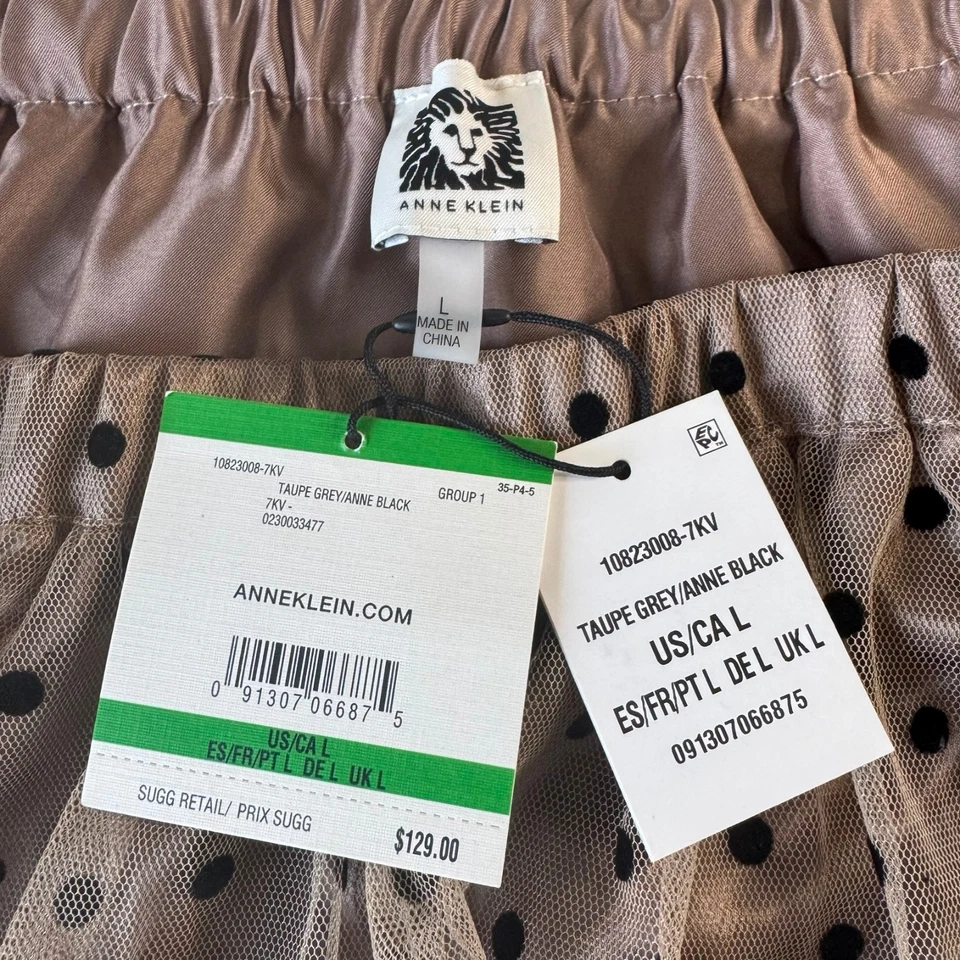 ANNE KLEIN
L
MADE IN
CHINA
10823008-7KV
TAUPE GREY/ANNE BLACK
7KV -
0230033477
GROUP 1
35-P4-5
ANNEKLEIN.COM
0 91307 06687 5
US/CA L
ES/FR/PT L DE L UK L
SUGG RETAIL/ PRIX SUGG
$129.00
EPC™
10823008-7KV
TAUPE GREY/ANNE BLACK
US/CA L
ES/FR/PT L DE L UK L
091307066875